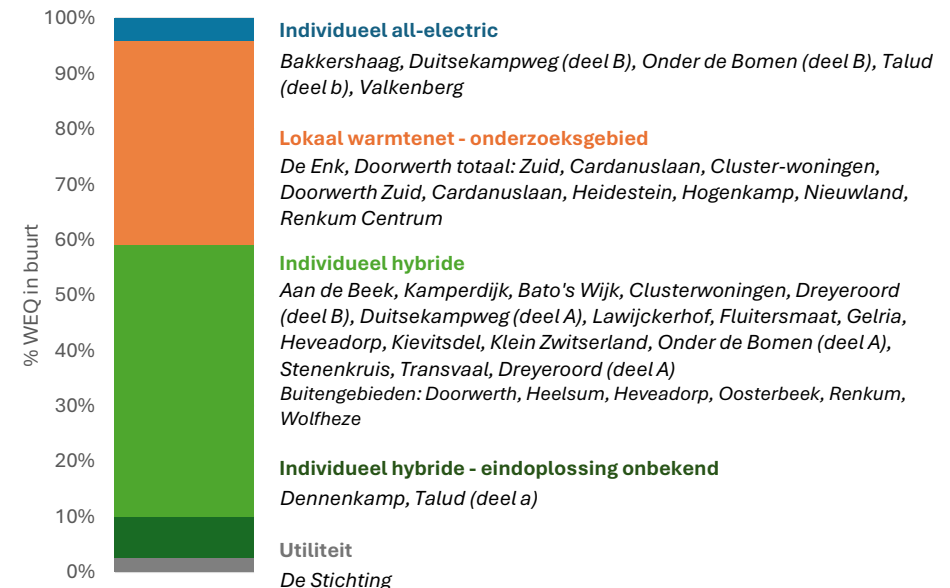 100%
90%
80%
70%
60%
50%
40%
30%
20%
10%
0%
% WEQ in buurt
Individueel all-electric
Bakkershaag, Duitsekampweg (deel B), Onder de Bomen (deel B), Talud
(deel b), Valkenberg
Lokaal warmtenet - onderzoeksgebied
De Enk, Doorwerth totaal: Zuid, Cardanuslaan, Cluster-woningen,
Doorwerth Zuid, Cardanuslaan, Heidestein, Hogenkamp, Nieuwland,
Renkum Centrum
Individueel hybride
Aan de Beek, Kamperdijk, Bato's Wijk, Clusterwoningen, Dreyeroord
(deel B), Duitsekampweg (deel A), Lawijckerhof, Fluitersmaat, Gelria,
Heveadorp, Kievitsdel, Klein Zwitserland, Onder de Bomen (deel A),
Stenenkruis, Transvaal, Dreyeroord (deel A)
Buitengebieden: Doorwerth, Heelsum, Heveadorp, Oosterbeek, Renkum,
Wolfheze
Individueel hybride - eindoplossing onbekend
Dennenkamp, Talud (deel a)
Utiliteit
De Stichting